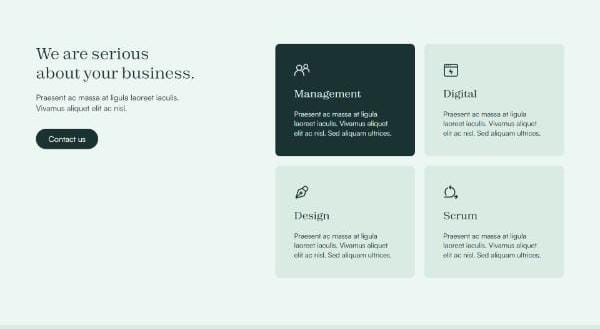 We are serious
about your business.
Praesent ac massa at ligula laoreet iaculis.
Vivamus aliquet elit ac nisl.
Contact us
Management
Praesent ac massa at ligula
laoreet iaculis. Vivamus aliquet
elit ac nisl. Sed aliquam ultrices.
Digital
Praesent ac massa at ligula
laoreet iaculis. Vivamus aliquet
elit ac nisl. Sed aliquam ultrices.
Design
Praesent ac massa at ligula
laoreet iaculis. Vivamus aliquet
elit ac nisl. Sed aliquam ultrices.
Scrum
Praesent ac massa at ligula
laoreet iaculis. Vivamus aliquet
elit ac nisl. Sed aliquam ultrices.